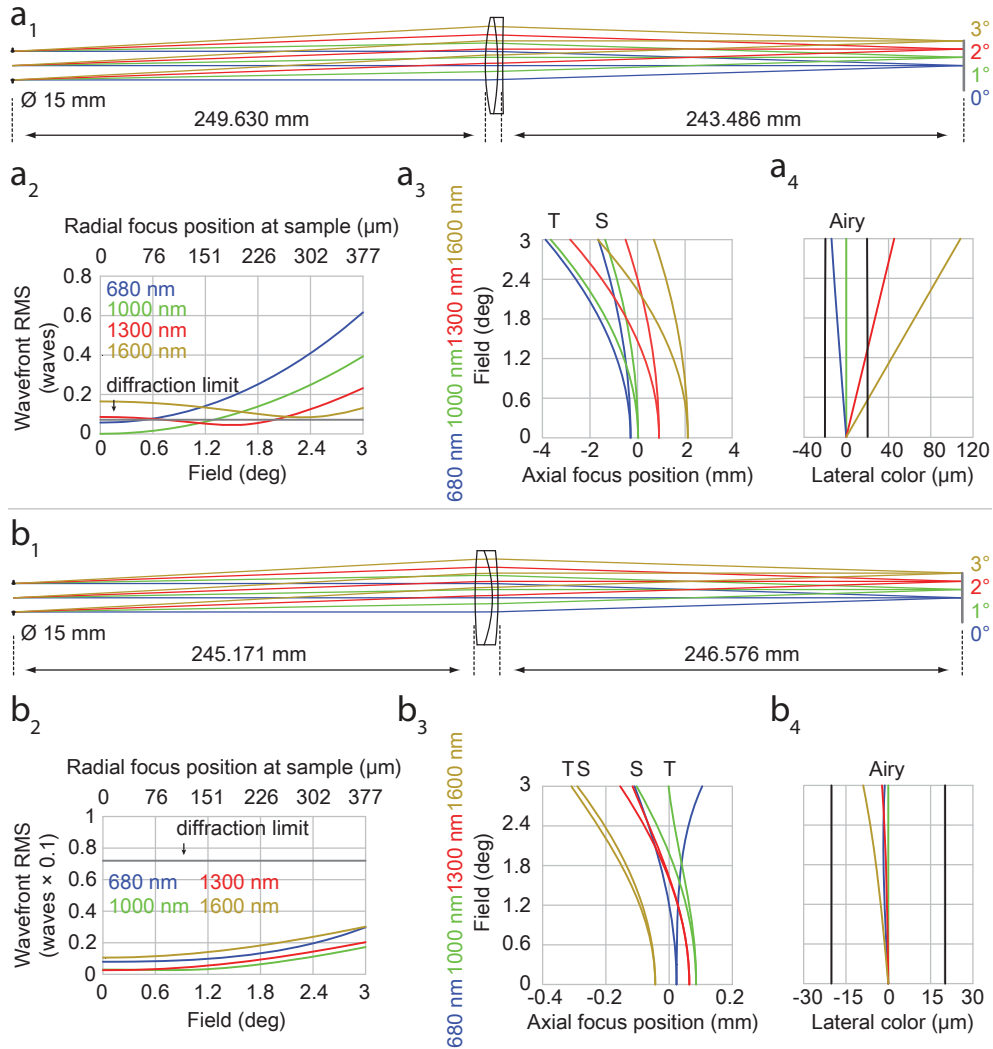 a1
3°
2°
1°
0°
Ø 15 mm
249.630 mm
243.486 mm
a2
Radial focus position at sample (µm)
0 76 151 226 302 377
0.8
0.6
0.4
0.2
0
Wavefront RMS
(waves)
680 nm
1000 nm
1300 nm
1600 nm
diffraction limit
0 0.6 1.2 1.8 2.4 3
Field (deg)
a3
680 nm 1000 nm 1300 nm 1600 nm
T S
3
2.4
1.8
1.2
0.6
0
Field (deg)
-4 -2 0 2 4
Axial focus position (mm)
a4
Airy
-40 0 40 80 120
Lateral color (µm)
b1
3°
2°
1°
0°
Ø 15 mm
245.171 mm
246.576 mm
b2
Radial focus position at sample (µm)
0 76 151 226 302 377
1
0.8
0.6
0.4
0.2
0
Wavefront RMS
(waves × 0.1)
diffraction limit
680 nm 1300 nm
1000 nm 1600 nm
0 0.6 1.2 1.8 2.4 3
Field (deg)
b3
680 nm 1000 nm 1300 nm 1600 nm
T S S T
3
2.4
1.8
1.2
0.6
0
Field (deg)
-0.4 -0.2 0 0.2
Axial focus position (mm)
b4
Airy
-30 -15 0 15 30
Lateral color (µm)